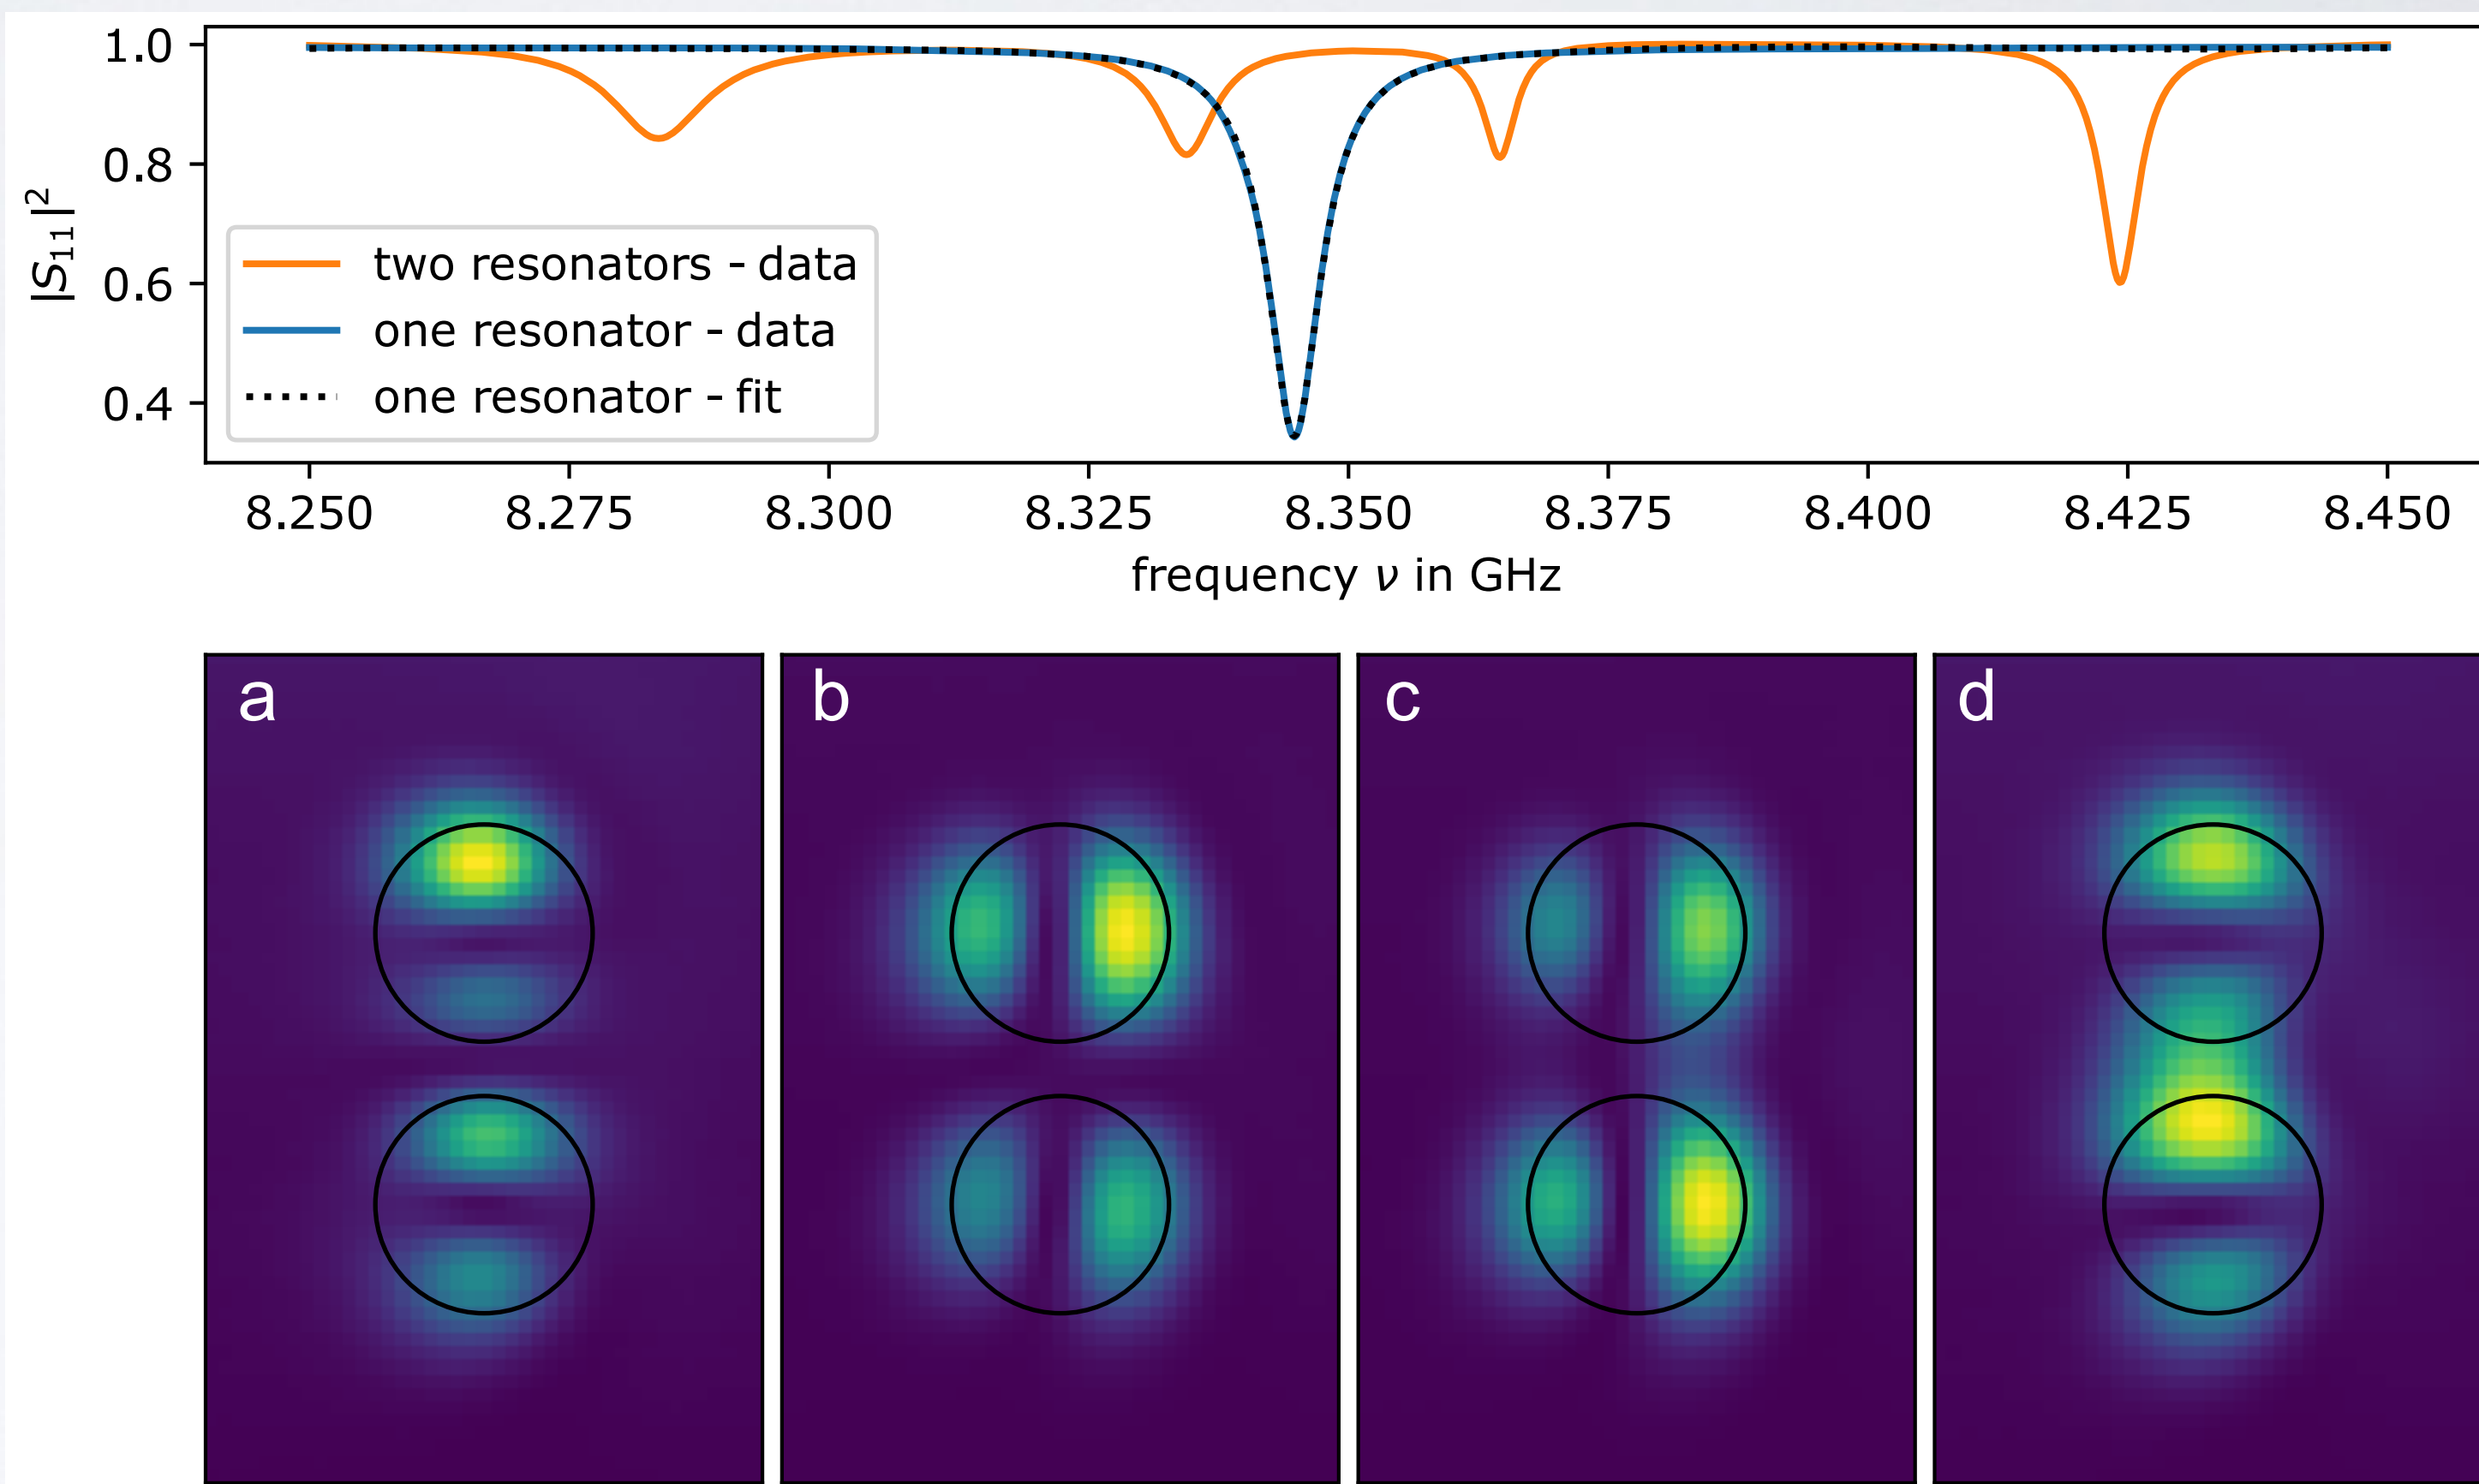 1.0
0.8
0.6
0.4
|S₁₁|²
two resonators - data
one resonator - data
one resonator - fit
8.250 8.275 8.300 8.325 8.350 8.375 8.400 8.425 8.450
frequency ν in GHz
a b c d